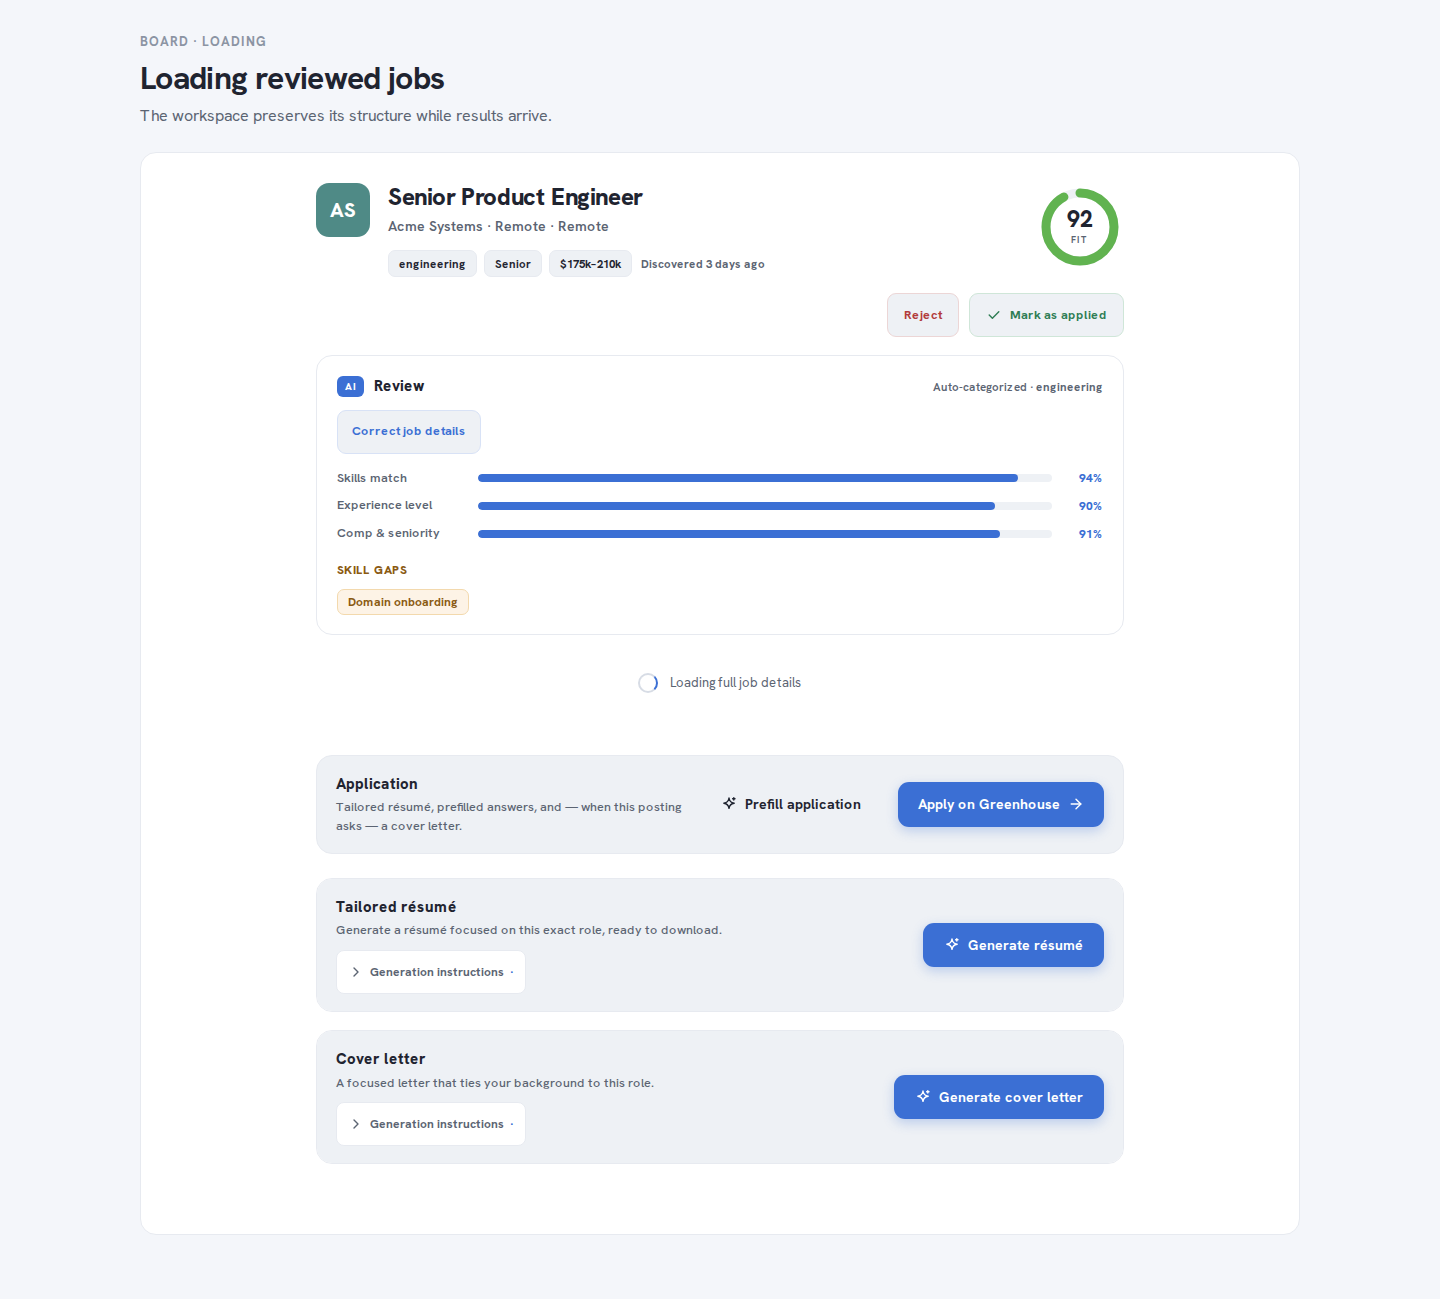 BOARD · LOADING
Loading reviewed jobs
The workspace preserves its structure while results arrive.
AS
Senior Product Engineer
Acme Systems · Remote · Remote
engineering
Senior
$175k–210k
Discovered 3 days ago
92
FIT
Reject
Mark as applied
AI
Review
Auto-categorized · engineering
Correct job details
Skills match
94%
Experience level
90%
Comp & seniority
91%
SKILL GAPS
Domain onboarding
Loading full job details
Application
Tailored résumé, prefilled answers, and — when this posting
asks — a cover letter.
Prefill application
Apply on Greenhouse
Tailored résumé
Generate a résumé focused on this exact role, ready to download.
Generation instructions ·
Generate résumé
Cover letter
A focused letter that ties your background to this role.
Generation instructions ·
Generate cover letter